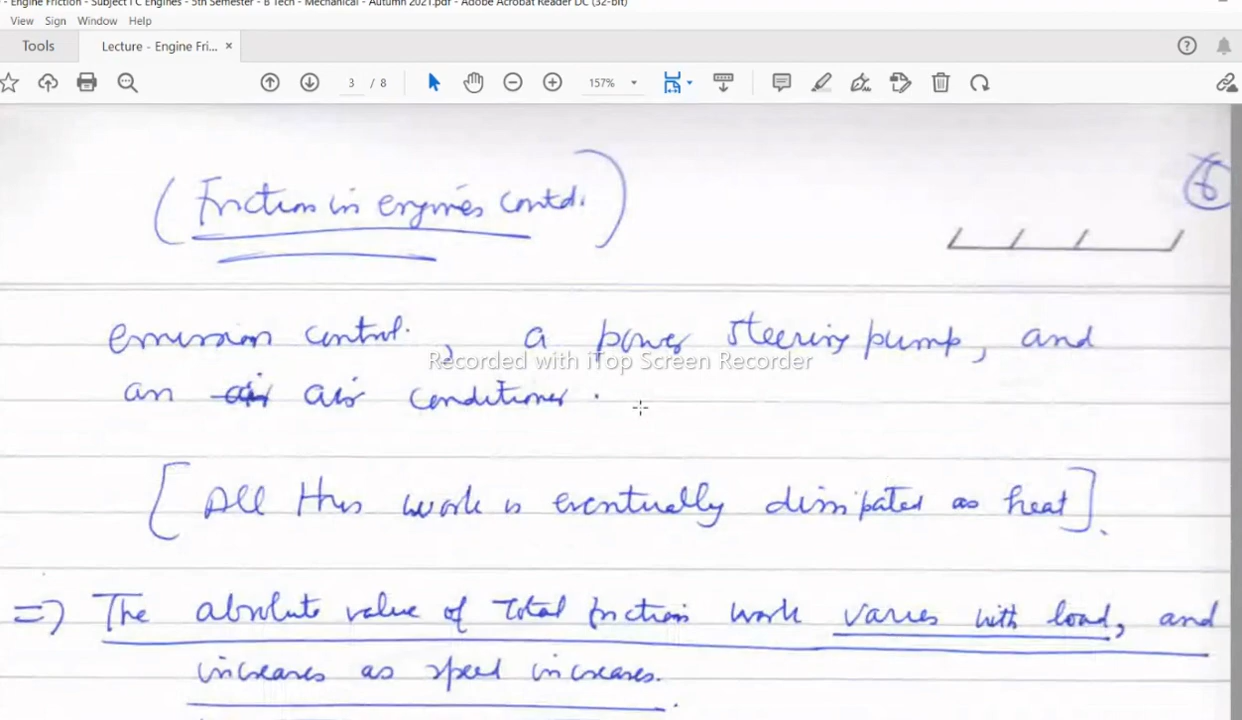 - Engine Friction - Subject I C Engines - 5th Semester - B Tech - Mechanical - Autumn 2021.pdf - Adobe Acrobat Reader DC (32-bit)
View Sign Window Help
Tools Lecture - Engine Fri... ×
3 / 8 157%
(Friction in engines contd.)
6
emission control, a power steering pump, and
Recorded with iTop Screen Recorder
an air air conditioner.
[All this work is eventually dissipated as heat].
=) The absolute value of total friction work varies with load, and
increases as speed increases.